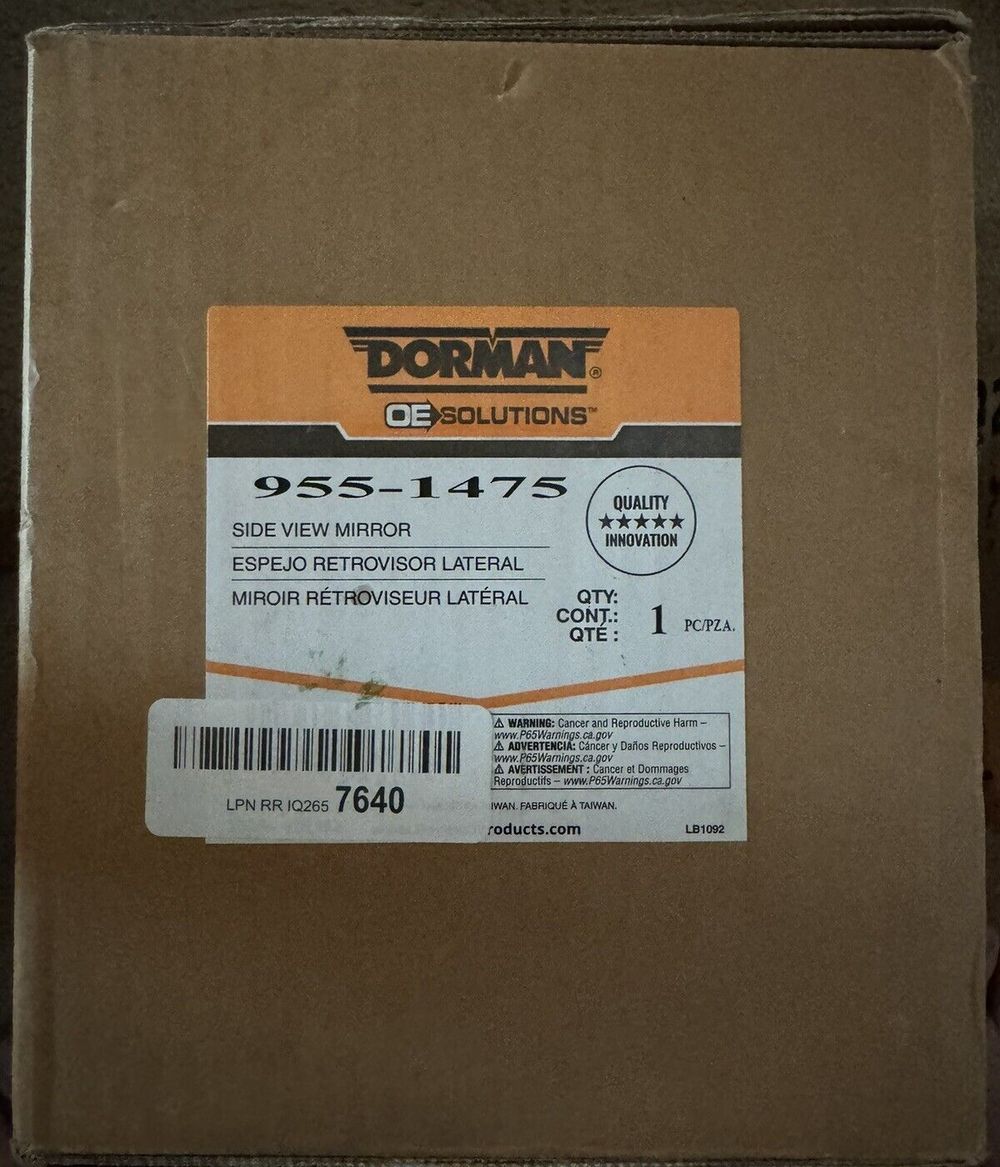 DORMAN®
OE SOLUTIONS™
955-1475
QUALITY
★★★★★
INNOVATION
SIDE VIEW MIRROR
ESPEJO RETROVISOR LATERAL
MIROIR RÉTROVISEUR LATÉRAL
QTY:
CONT.:
QTÉ :
1 PC/PZA.
⚠ WARNING: Cancer and Reproductive Harm –
www.P65Warnings.ca.gov
⚠ ADVERTENCIA: Cáncer y Daños Reproductivos –
www.P65Warnings.ca.gov
⚠ AVERTISSEMENT : Cancer et Dommages
Reproductifs – www.P65Warnings.ca.gov
LPN RR IQ265 7640
IWAN. FABRIQUÉ À TAIWAN.
roducts.com
LB1092